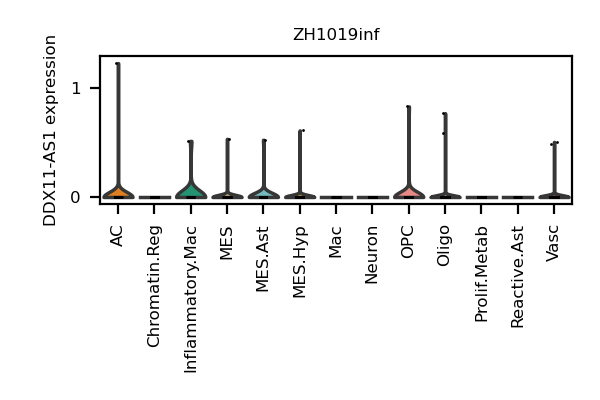 ZH1019inf
DDX11-AS1 expression
1
0
AC
Chromatin.Reg
Inflammatory.Mac
MES
MES.Ast
MES.Hyp
Mac
Neuron
OPC
Oligo
Prolif.Metab
Reactive.Ast
Vasc